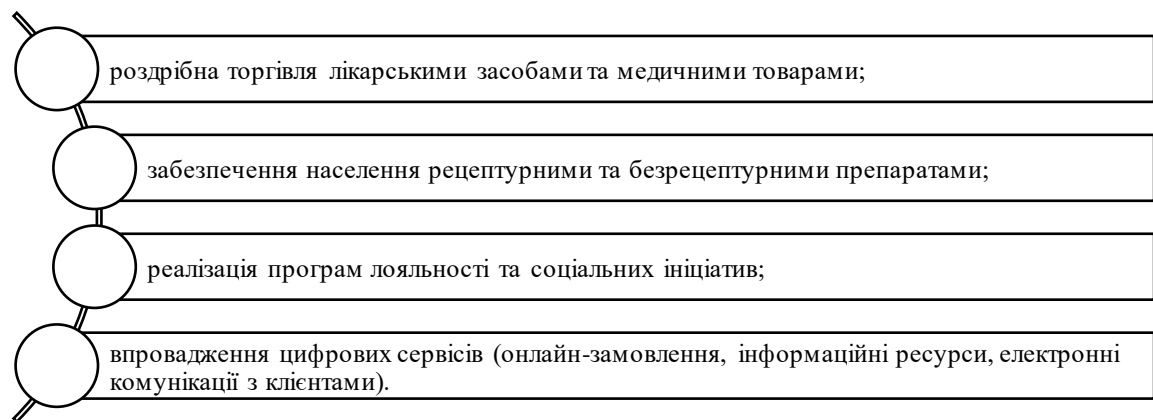 роздрібна торгівля лікарськими засобами та медичними товарами;
забезпечення населення рецептурними та безрецептурними препаратами;
реалізація програм лояльності та соціальних ініціатив;
впровадження цифрових сервісів (онлайн-замовлення, інформаційні ресурси, електронні
комунікації з клієнтами).